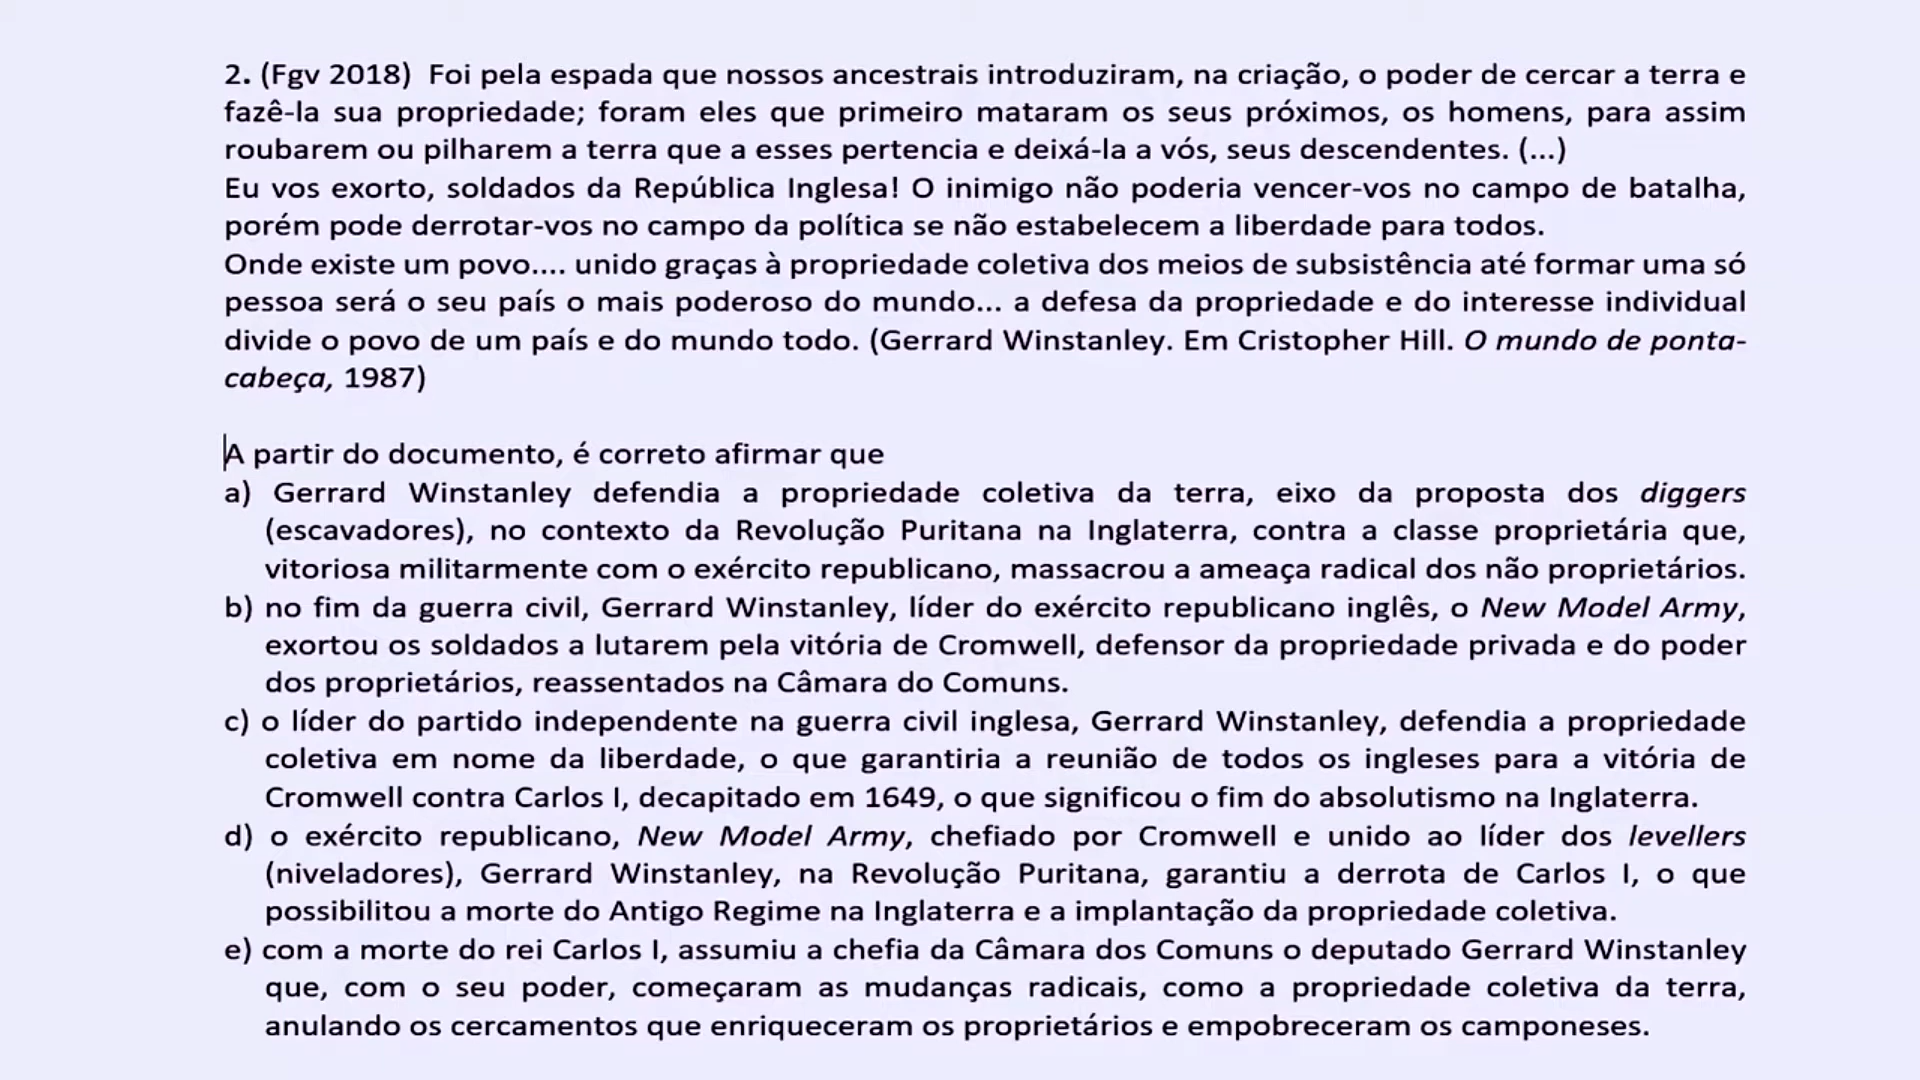 2. (Fgv 2018) Foi pela espada que nossos ancestrais introduziram, na criação, o poder de cercar a terra e
fazê-la sua propriedade; foram eles que primeiro mataram os seus próximos, os homens, para assim
roubarem ou pilharem a terra que a esses pertencia e deixá-la a vós, seus descendentes. (...)
Eu vos exorto, soldados da República Inglesa! O inimigo não poderia vencer-vos no campo de batalha,
porém pode derrotar-vos no campo da política se não estabelecem a liberdade para todos.
Onde existe um povo.... unido graças à propriedade coletiva dos meios de subsistência até formar uma só
pessoa será o seu país o mais poderoso do mundo... a defesa da propriedade e do interesse individual
divide o povo de um país e do mundo todo. (Gerrard Winstanley. Em Cristopher Hill. O mundo de ponta-
cabeça, 1987)
A partir do documento, é correto afirmar que
a) Gerrard Winstanley defendia a propriedade coletiva da terra, eixo da proposta dos diggers
(escavadores), no contexto da Revolução Puritana na Inglaterra, contra a classe proprietária que,
vitoriosa militarmente com o exército republicano, massacrou a ameaça radical dos não proprietários.
b) no fim da guerra civil, Gerrard Winstanley, líder do exército republicano inglês, o New Model Army,
exortou os soldados a lutarem pela vitória de Cromwell, defensor da propriedade privada e do poder
dos proprietários, reassentados na Câmara do Comuns.
c) o líder do partido independente na guerra civil inglesa, Gerrard Winstanley, defendia a propriedade
coletiva em nome da liberdade, o que garantiria a reunião de todos os ingleses para a vitória de
Cromwell contra Carlos I, decapitado em 1649, o que significou o fim do absolutismo na Inglaterra.
d) o exército republicano, New Model Army, chefiado por Cromwell e unido ao líder dos levellers
(niveladores), Gerrard Winstanley, na Revolução Puritana, garantiu a derrota de Carlos I, o que
possibilitou a morte do Antigo Regime na Inglaterra e a implantação da propriedade coletiva.
e) com a morte do rei Carlos I, assumiu a chefia da Câmara dos Comuns o deputado Gerrard Winstanley
que, com o seu poder, começaram as mudanças radicais, como a propriedade coletiva da terra,
anulando os cercamentos que enriqueceram os proprietários e empobreceram os camponeses.